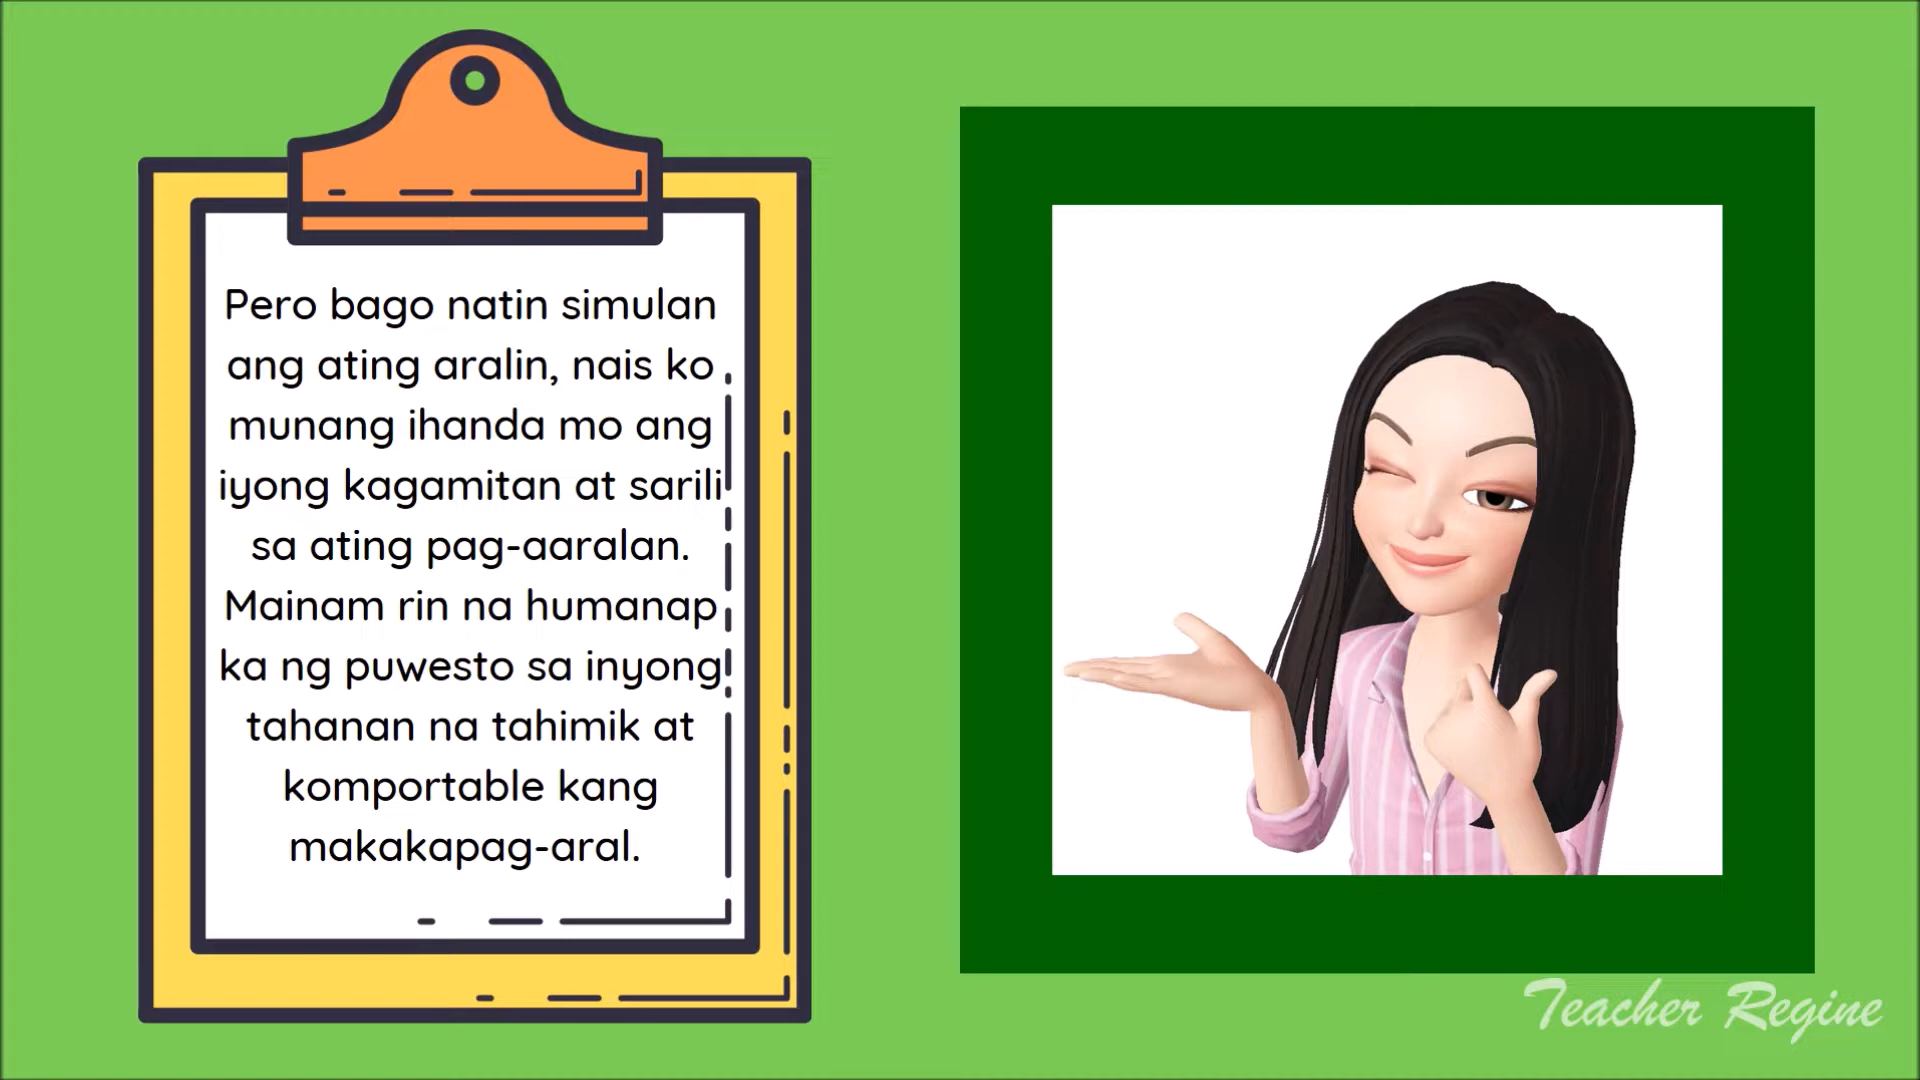 Pero bago natin simulan
ang ating aralin, nais ko
munang ihanda mo ang
iyong kagamitan at sarili
sa ating pag-aaralan.
Mainam rin na humanap
ka ng puwesto sa inyong
tahanan na tahimik at
komportable kang
makakapag-aral.
Teacher Regine